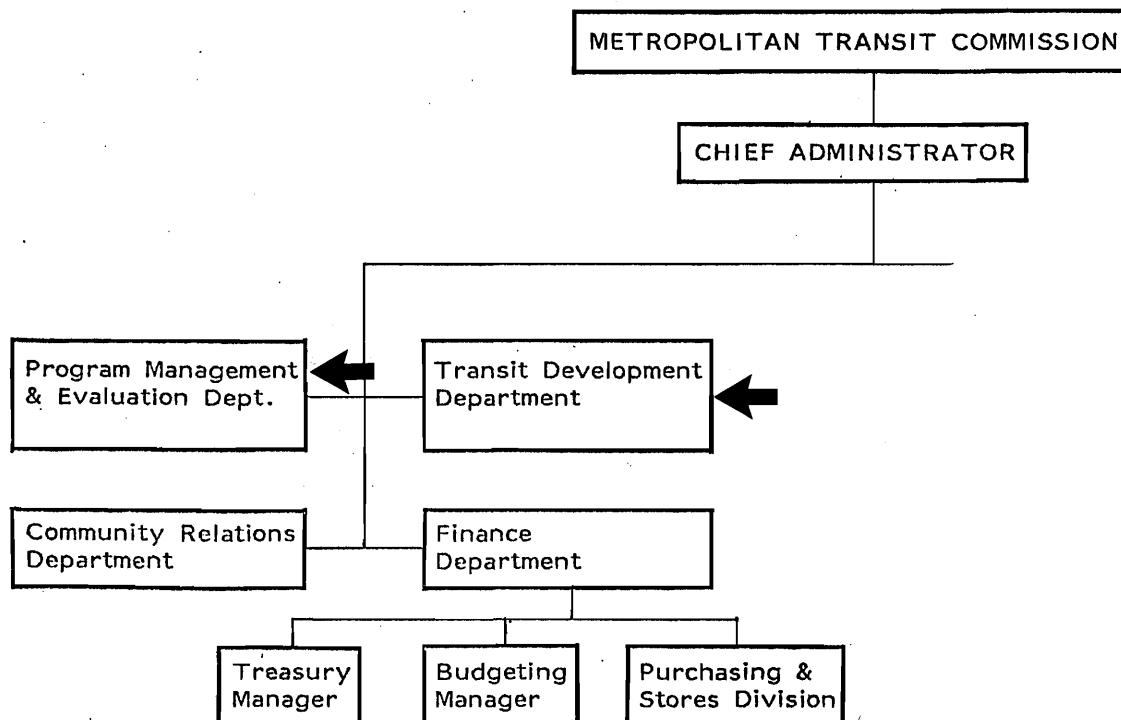 METROPOLITAN TRANSIT COMMISSION
CHIEF ADMINISTRATOR
Program Management
& Evaluation Dept.
Transit Development
Department
Community Relations
Department
Finance
Department
Treasury
Manager
Budgeting
Manager
Purchasing &
Stores Division